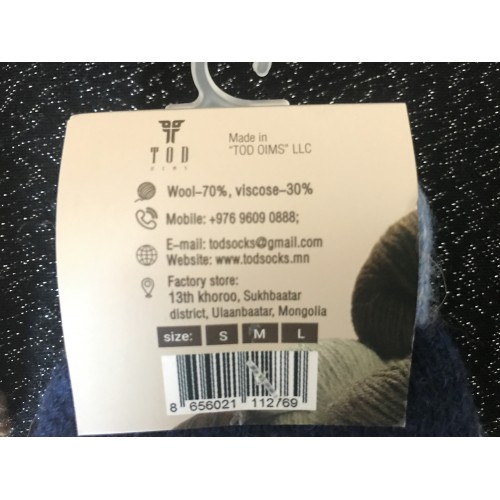 TOD
OIMS
Made in
"TOD OIMS" LLC
Wool-70%, viscose-30%
Mobile: +976 9609 0888;
E-mail: todsocks@gmail.com
Website: www.todsocks.mn
Factory store:
13th khoroo, Sukhbaatar
district, Ulaanbaatar, Mongolia
size: S M L
8 656021 112769